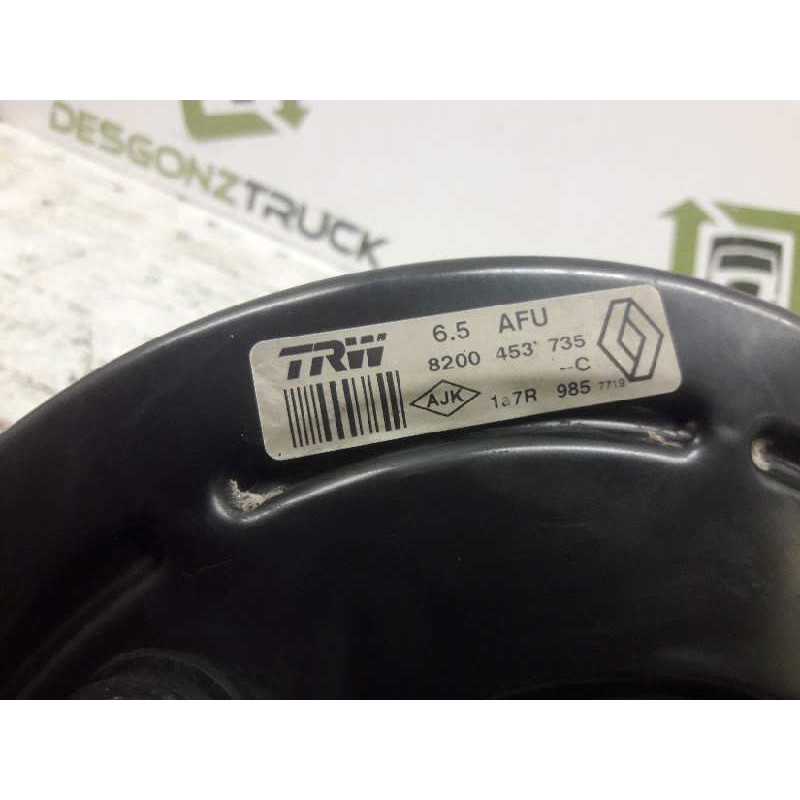 DESGONZTRUCK
TRW 6.5 AFU
8200 453 735
--C
AJK 1a7R 985 7719